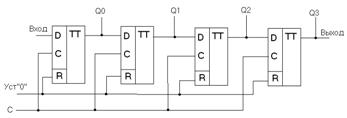 Q0 Q1 Q2 Q3
Вход D TT D TT D TT D TT Выход
C C C C
R R R R
Уст"0"
C